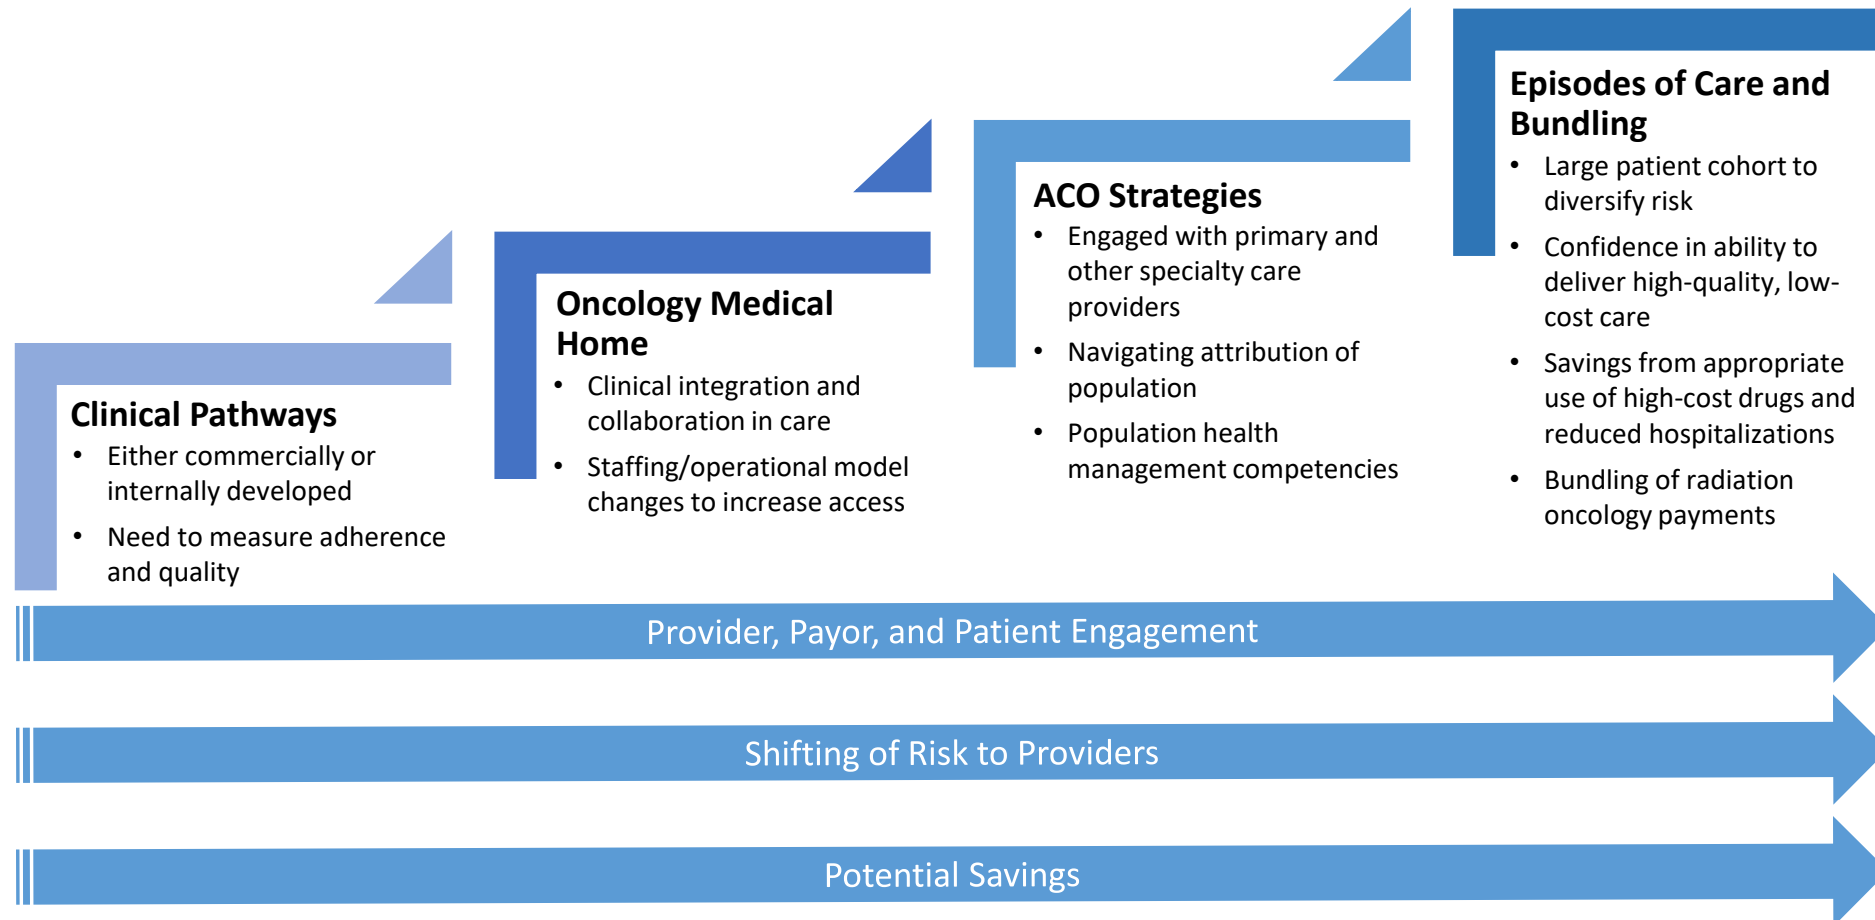 Clinical Pathways
• Either commercially or
internally developed
• Need to measure adherence
and quality
Oncology Medical
Home
• Clinical integration and
collaboration in care
• Staffing/operational model
changes to increase access
ACO Strategies
• Engaged with primary and
other specialty care
providers
• Navigating attribution of
population
• Population health
management competencies
Episodes of Care and
Bundling
• Large patient cohort to
diversify risk
• Confidence in ability to
deliver high-quality, low-
cost care
• Savings from appropriate
use of high-cost drugs and
reduced hospitalizations
• Bundling of radiation
oncology payments
Provider, Payor, and Patient Engagement
Shifting of Risk to Providers
Potential Savings